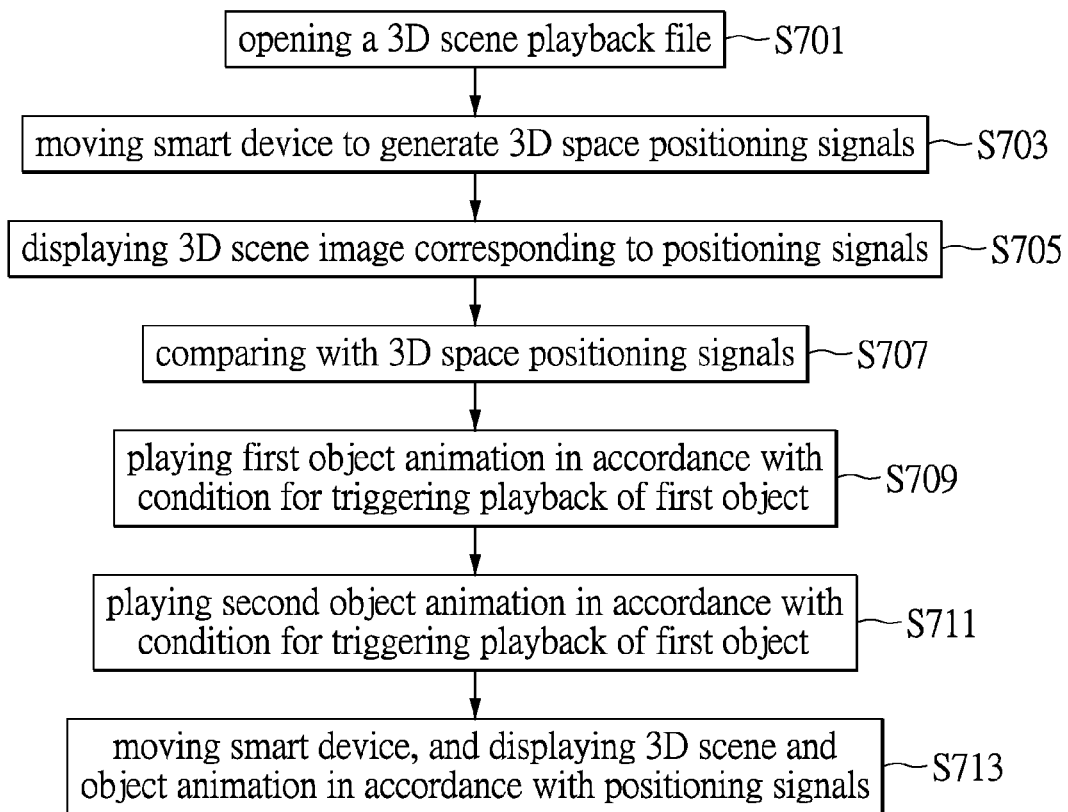 opening a 3D scene playback file S701
moving smart device to generate 3D space positioning signals S703
displaying 3D scene image corresponding to positioning signals S705
comparing with 3D space positioning signals S707
playing first object animation in accordance with
condition for triggering playback of first object S709
playing second object animation in accordance with
condition for triggering playback of first object S711
moving smart device, and displaying 3D scene and
object animation in accordance with positioning signals S713